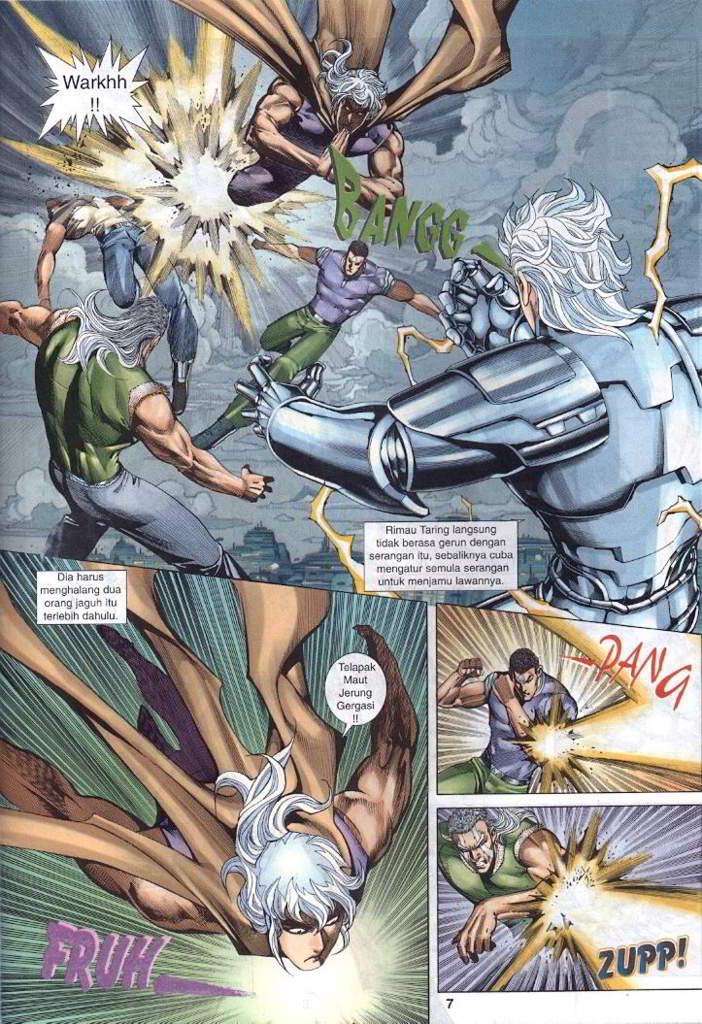 Warkhh
!!
BANGG
Rimau Taring langsung
tidak berasa gerun dengan
serangan itu, sebaliknya cuba
mengatur semula serangan
untuk menjamu lawannya.
Dia harus
menghalang dua
orang jaguh itu
terlebih dahulu.
Telapak
Maut
Jerung
Gergasi
!!
FRUH
PANG
ZUPP!
7